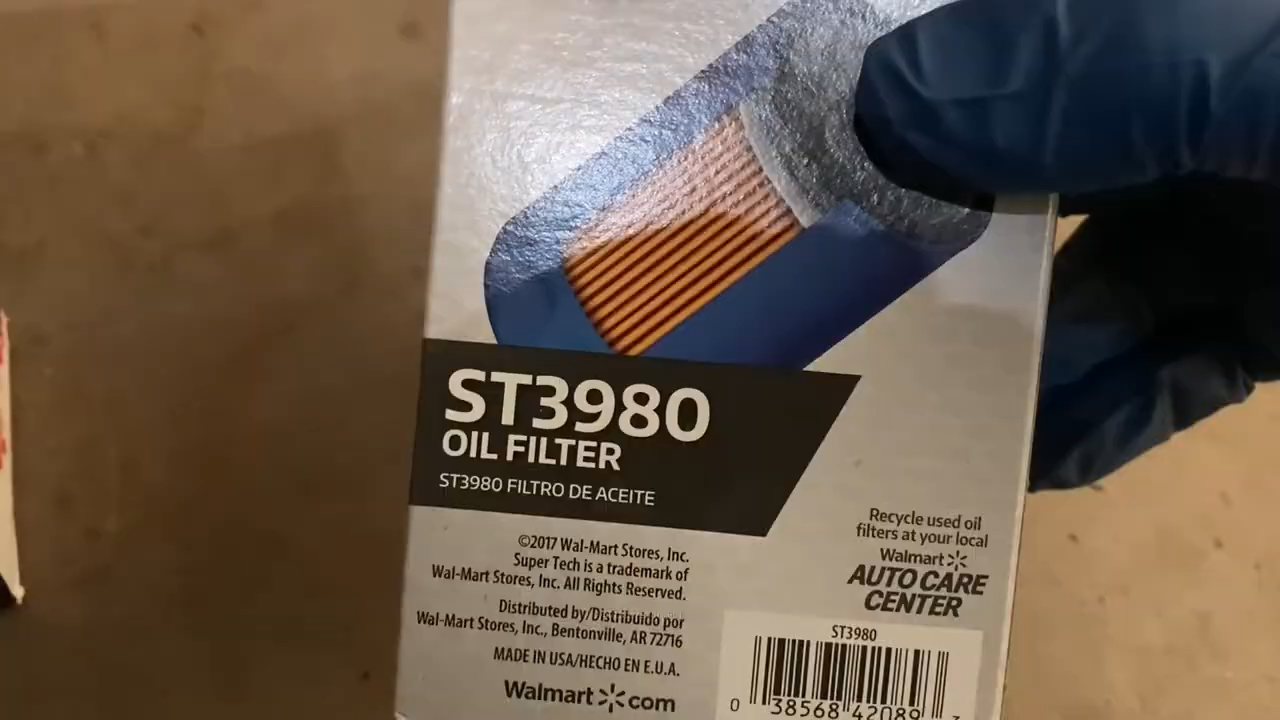 ST3980
OIL FILTER
ST3980 FILTRO DE ACEITE
©2017 Wal-Mart Stores, Inc.
Super Tech is a trademark of
Wal-Mart Stores, Inc. All Rights Reserved.
Distributed by/Distribuido por
Wal-Mart Stores, Inc., Bentonville, AR 72716
MADE IN USA/HECHO EN E.U.A.
Walmart com
Recycle used oil
filters at your local
Walmart
AUTO CARE
CENTER
ST3980
0 38568 42089